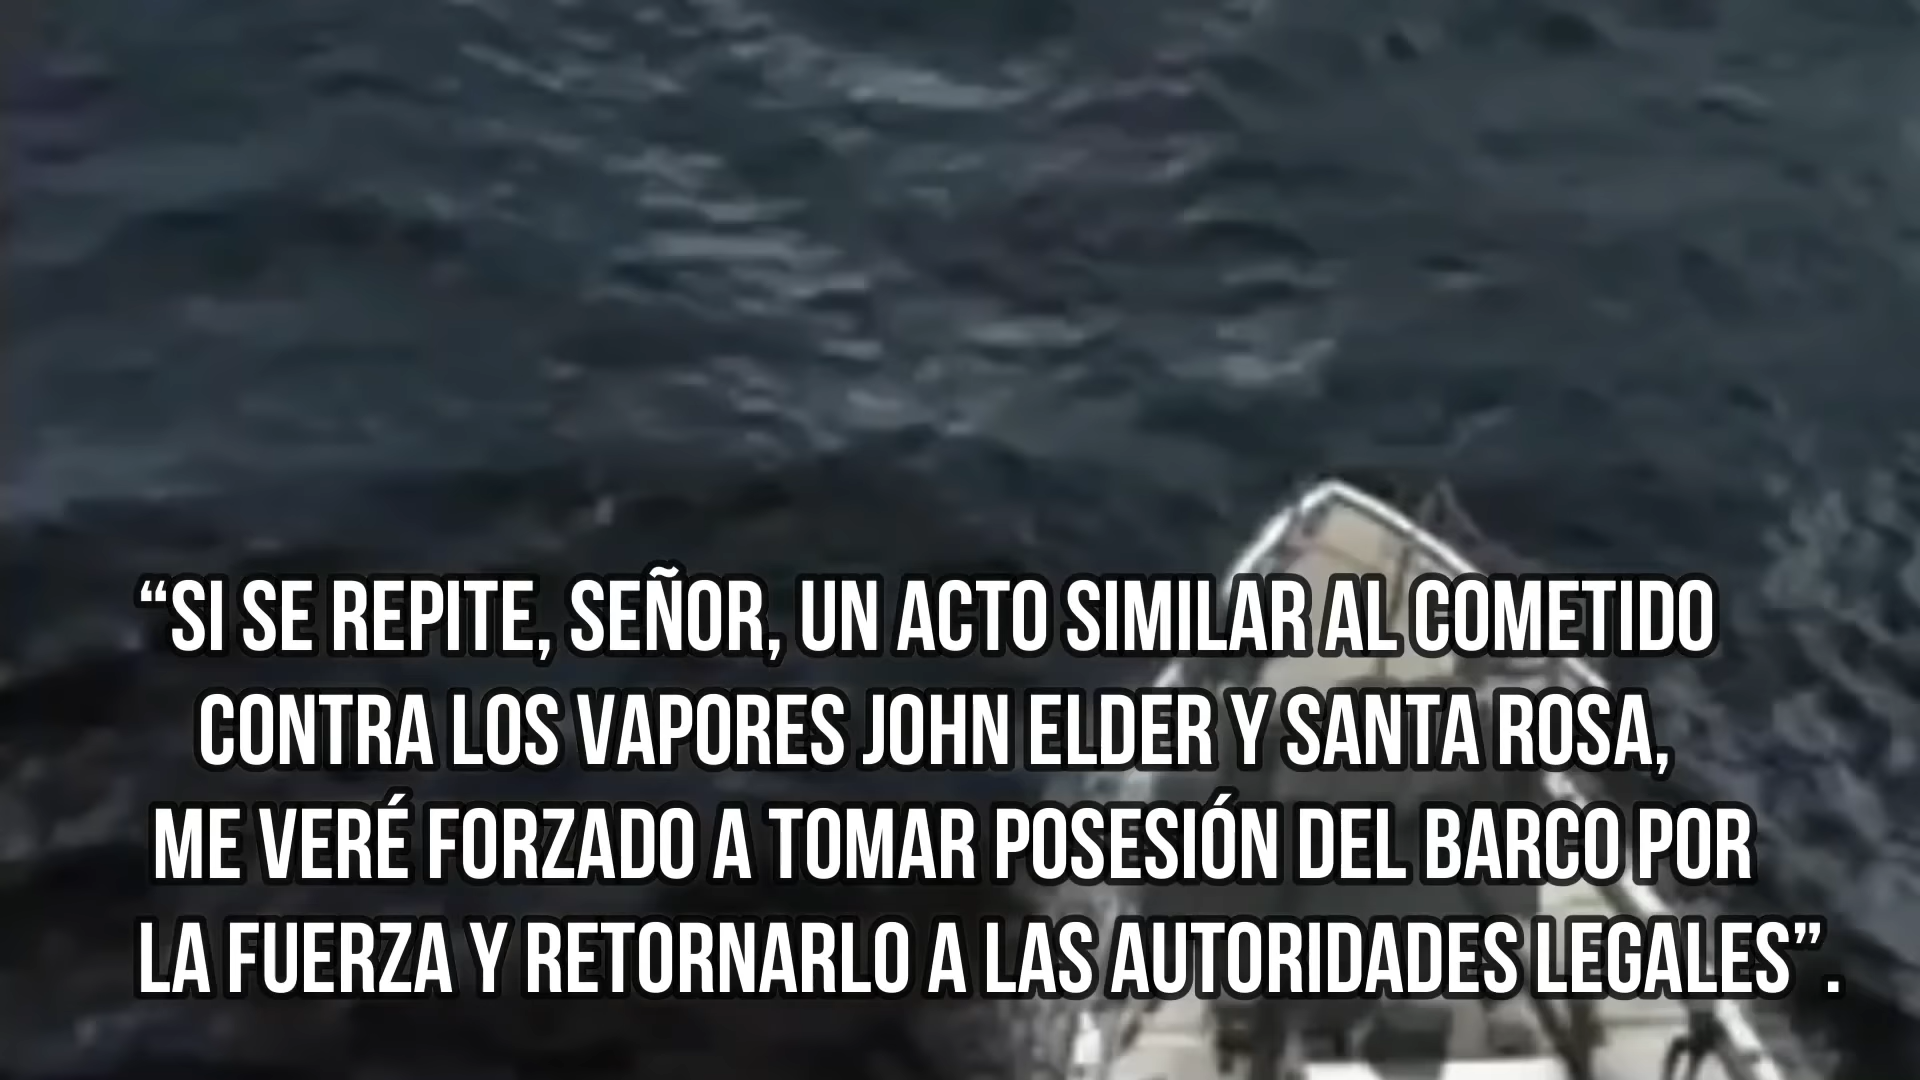 “SI SE REPITE, SEÑOR, UN ACTO SIMILAR AL COMETIDO
CONTRA LOS VAPORES JOHN ELDER Y SANTA ROSA,
ME VERÉ FORZADO A TOMAR POSESIÓN DEL BARCO POR
LA FUERZA Y RETORNARLO A LAS AUTORIDADES LEGALES”.